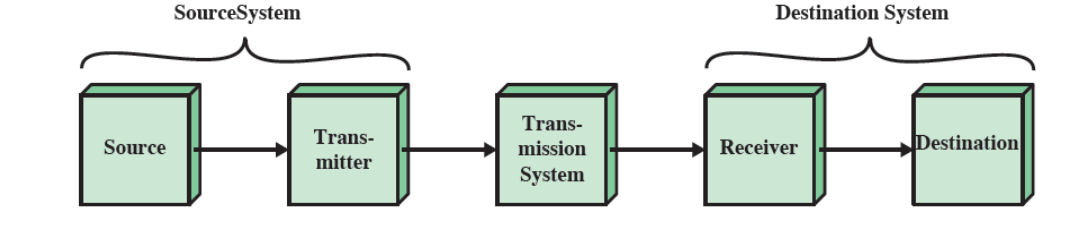 SourceSystem
Destination System
Source
Trans-
mitter
Trans-
mission
System
Receiver
Destination